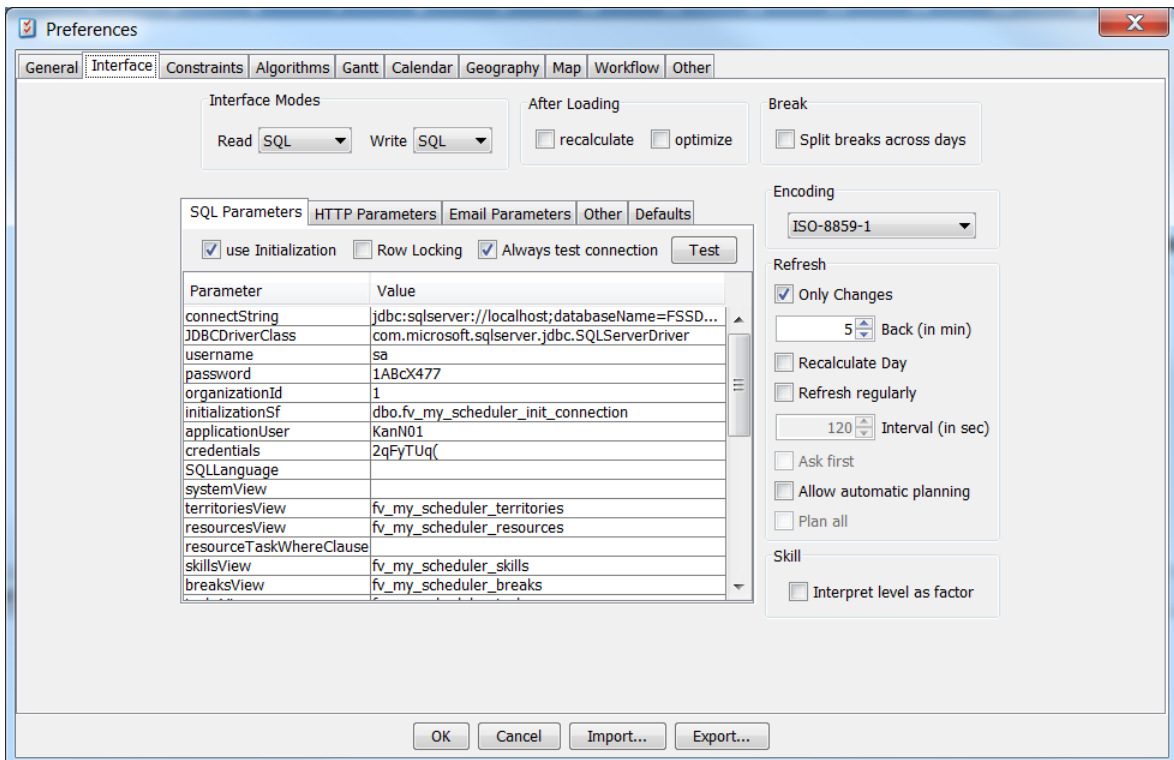 Preferences
X
General Interface Constraints Algorithms Gantt Calendar Geography Map Workflow Other
Interface Modes
Read SQL Write SQL
After Loading
recalculate optimize
Break
Split breaks across days
SQL Parameters HTTP Parameters Email Parameters Other Defaults
use Initialization Row Locking Always test connection Test
Parameter Value
connectString jdbc:sqlserver://localhost;databaseName=FSSD...
JDBCDriverClass com.microsoft.sqlserver.jdbc.SQLServerDriver
username sa
password 1ABcX477
organizationId 1
initializationSf dbo.fv_my_scheduler_init_connection
applicationUser KanN01
credentials 2qFyTUq(
SQLLanguage
systemView
territoriesView fv_my_scheduler_territories
resourcesView fv_my_scheduler_resources
resourceTaskWhereClause
skillsView fv_my_scheduler_skills
breaksView fv_my_scheduler_breaks
Encoding
ISO-8859-1
Refresh
Only Changes
5 Back (in min)
Recalculate Day
Refresh regularly
120 Interval (in sec)
Ask first
Allow automatic planning
Plan all
Skill
Interpret level as factor
OK Cancel Import... Export...